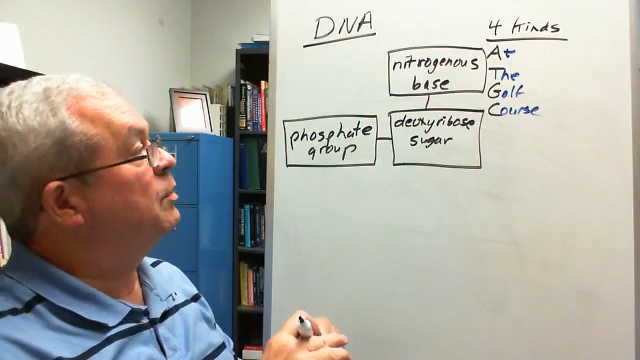 DNA
4 Kinds
nitrogenous
base
At
The
Golf
Course
phosphate
group
deoxyribose
sugar